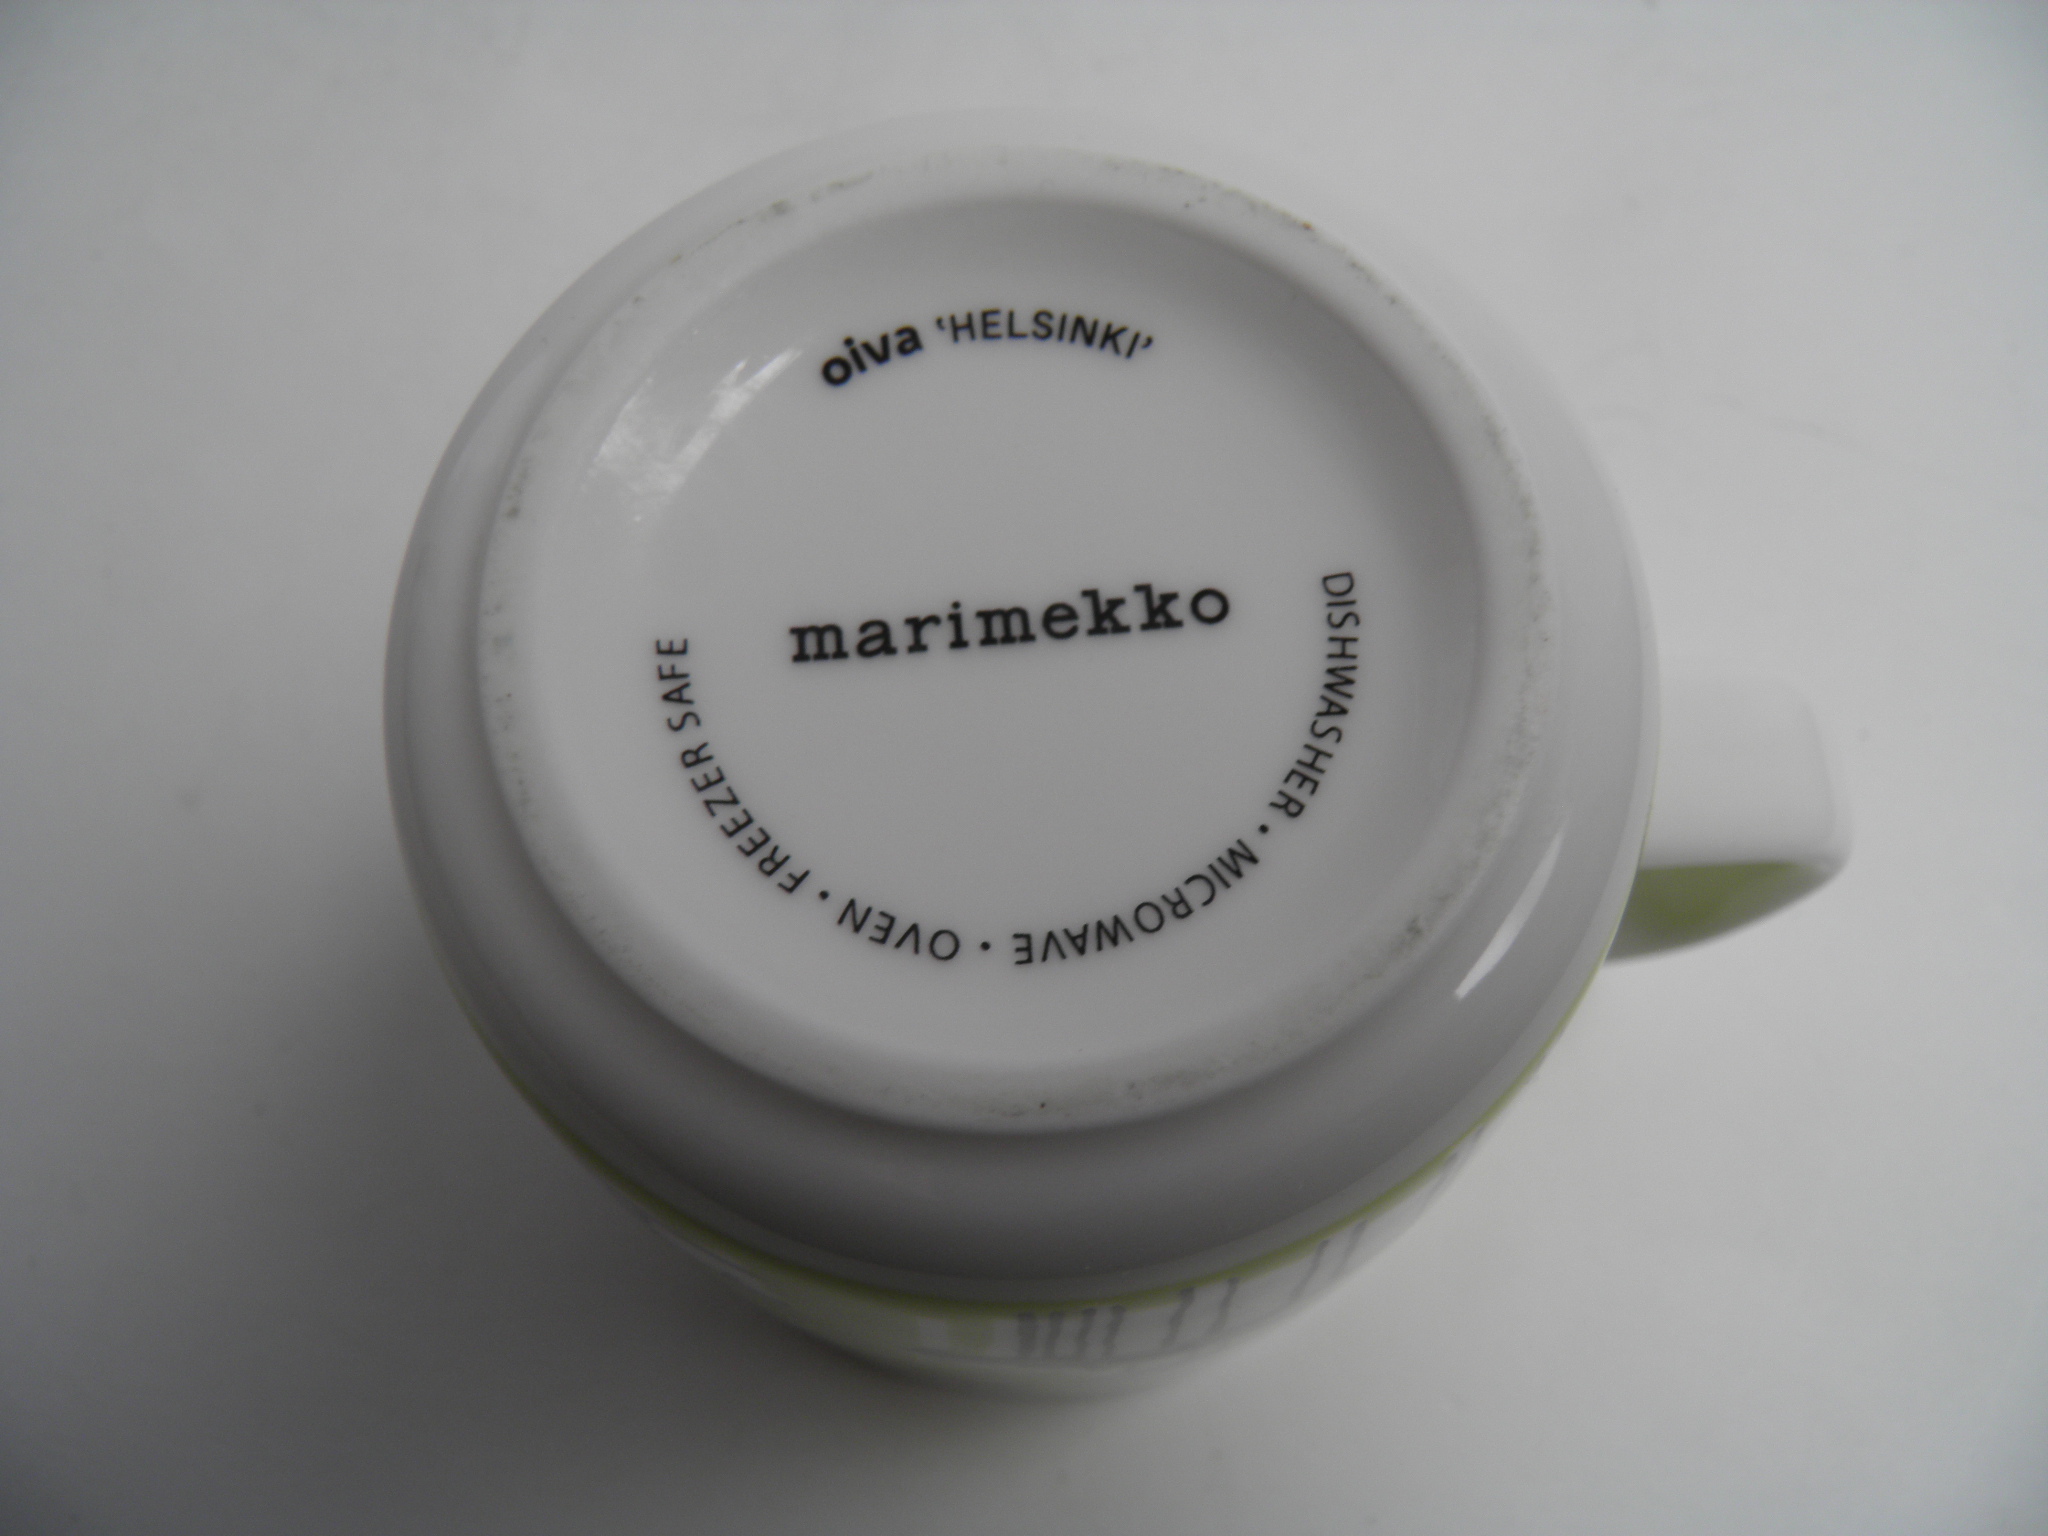 oiva ‘HELSINKI’
marimekko
DISHWASHER · MICROWAVE · OVEN · FREEZER SAFE